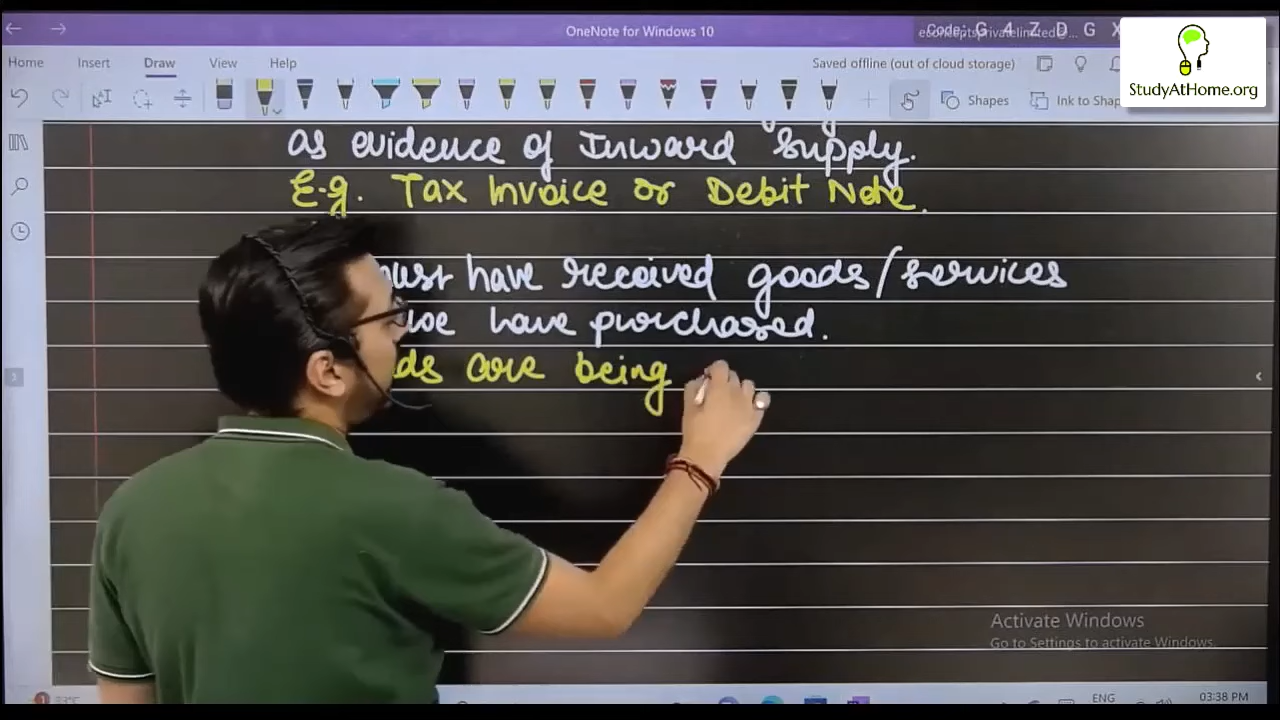 OneNote for Windows 10
Code: G 4 Z D G X
StudyAtHome.org
Home Insert Draw View Help
Saved offline (out of cloud storage)
Shapes
Ink to Shap
as evidence of Inward Supply.
E.g. Tax Invoice or Debit Note.
must have received goods/services
have purchased.
are being
Activate Windows
Go to Settings to activate Windows.
ENG
03:38 PM